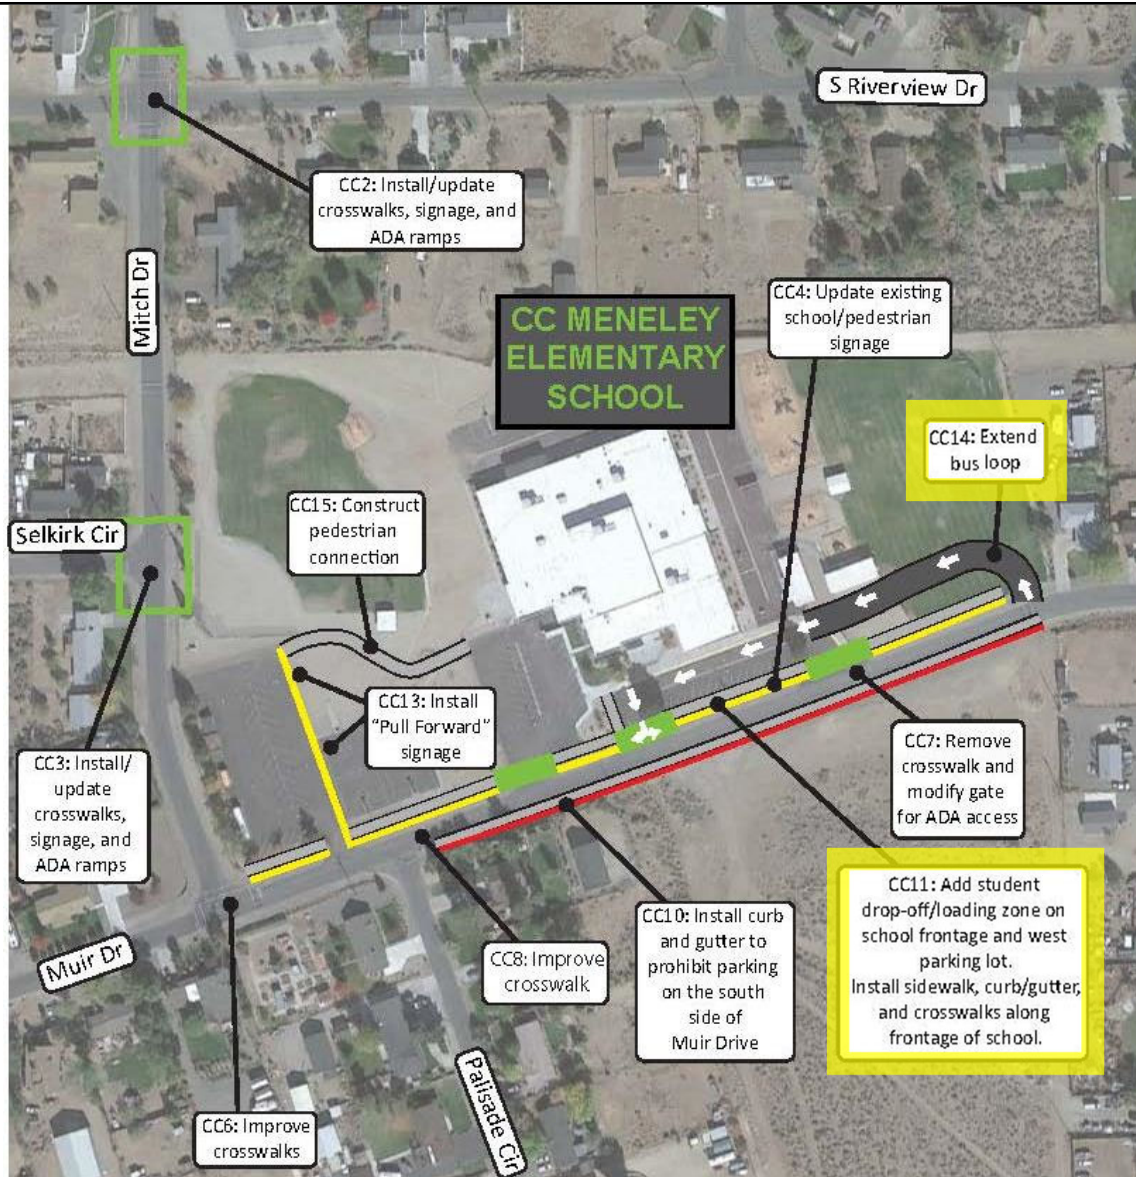 S Riverview Dr
CC2: Install/update
crosswalks, signage, and
ADA ramps
Mitch Dr
CC MENELEY
ELEMENTARY
SCHOOL
CC4: Update existing
school/pedestrian
signage
CC14: Extend
bus loop
CC15: Construct
pedestrian
connection
Selkirk Cir
CC13: Install
"Pull Forward"
signage
CC3: Install/
update
crosswalks,
signage, and
ADA ramps
CC7: Remove
crosswalk and
modify gate
for ADA access
CC11: Add student
drop-off/loading zone on
school frontage and west
parking lot.
Install sidewalk, curb/gutter,
and crosswalks along
frontage of school.
CC10: Install curb
and gutter to
prohibit parking
on the south
side of
Muir Drive
CC8: Improve
crosswalk
Muir Dr
Palisade Cir
CC6: Improve
crosswalks